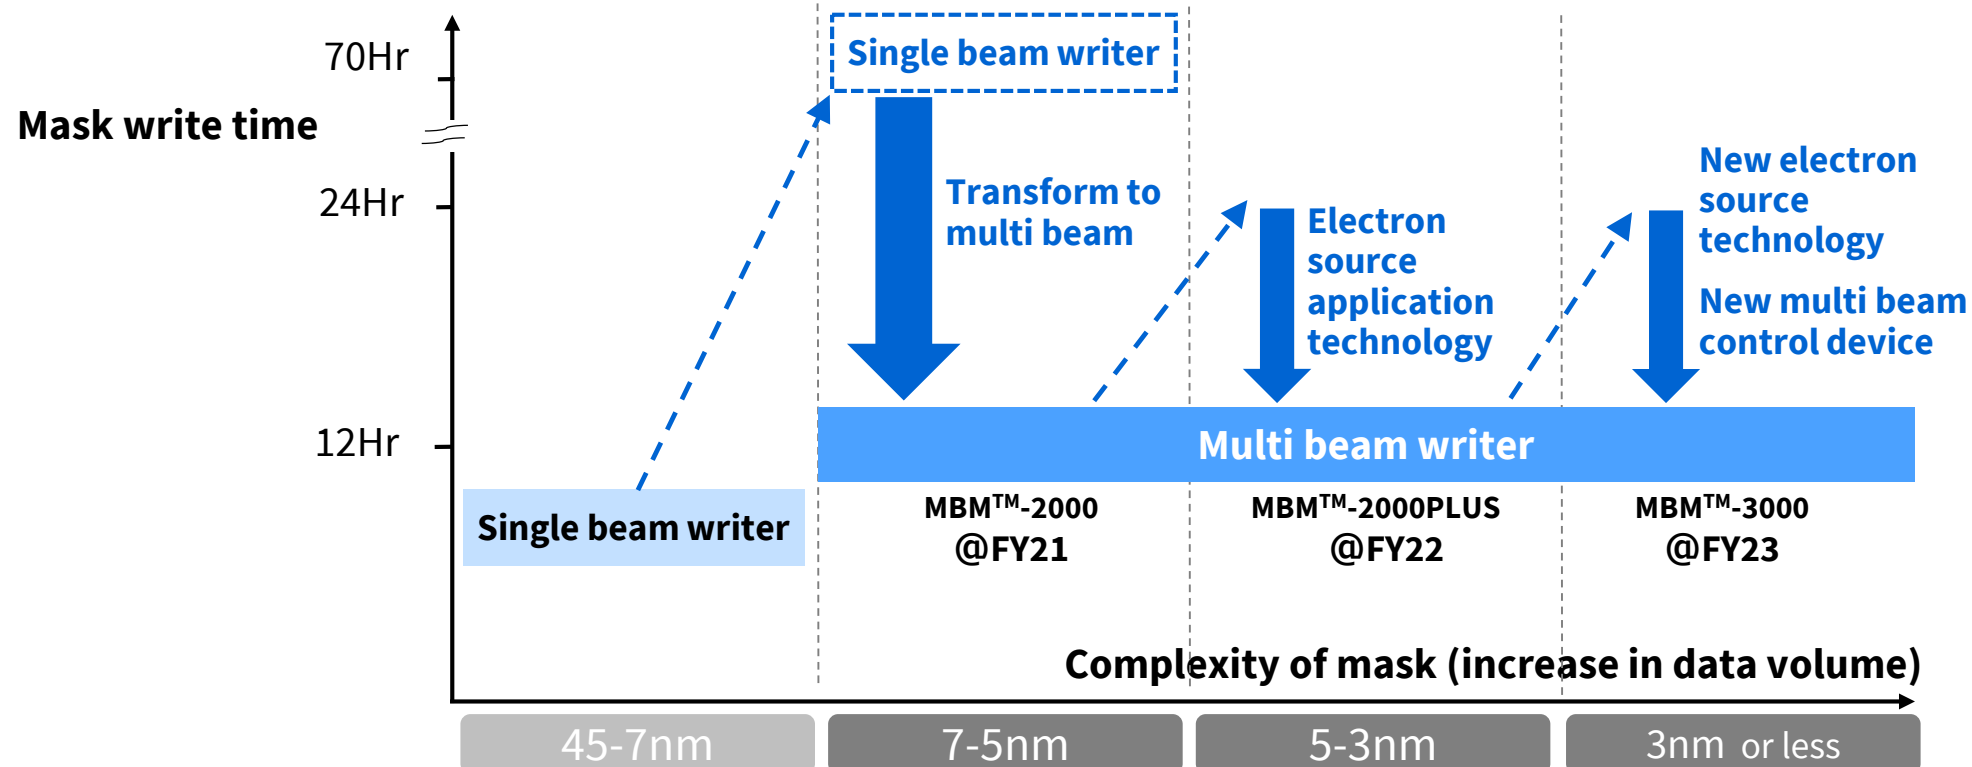 70Hr
Mask write time
24Hr
12Hr
Single beam writer
Transform to
multi beam
Electron
source
application
technology
New electron
source
technology
New multi beam
control device
Multi beam writer
Single beam writer
MBM™-2000
@FY21
MBM™-2000PLUS
@FY22
MBM™-3000
@FY23
Complexity of mask (increase in data volume)
45-7nm
7-5nm
5-3nm
3nm or less